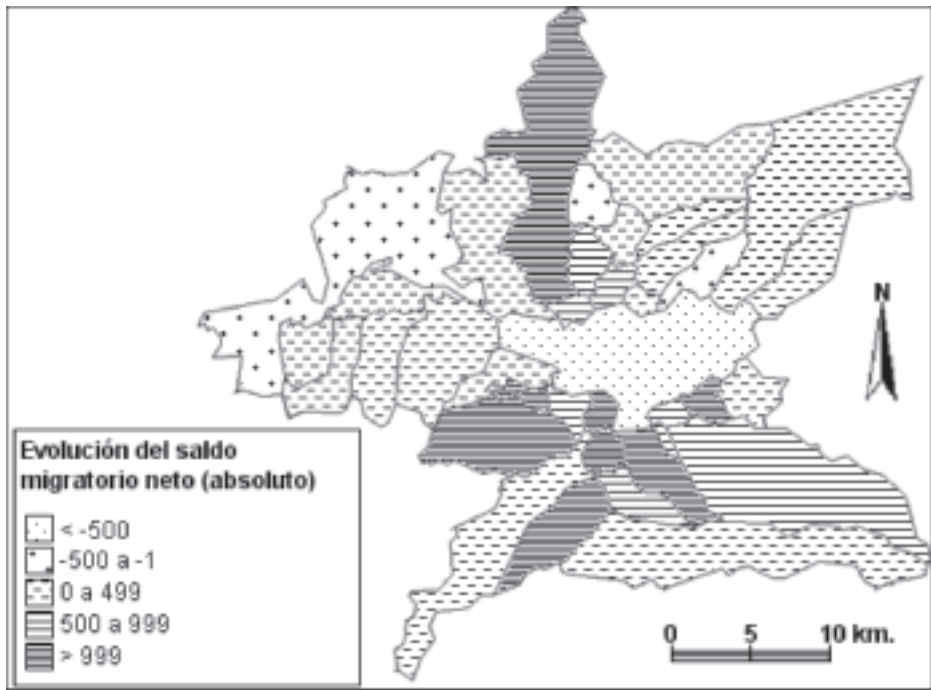 N
Evolución del saldo
migratorio neto (absoluto)
< -500
-500 a -1
0 a 499
500 a 999
> 999
0 5 10 km.